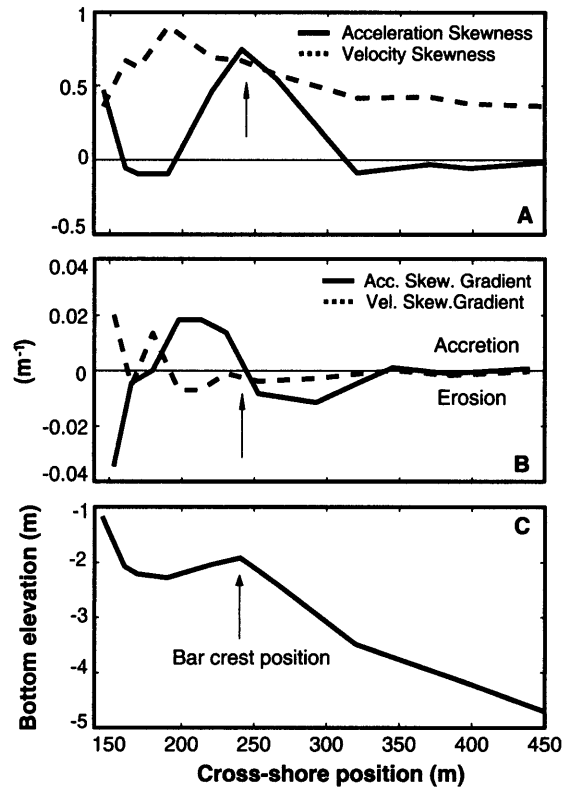 1
0.5
0
-0.5
Acceleration Skewness
Velocity Skewness
A
0.04
0.02
0
-0.02
-0.04
(m⁻¹)
Acc. Skew. Gradient
Vel. Skew.Gradient
Accretion
Erosion
B
-1
-2
-3
-4
-5
Bottom elevation (m)
C
Bar crest position
150 200 250 300 350 400 450
Cross-shore position (m)